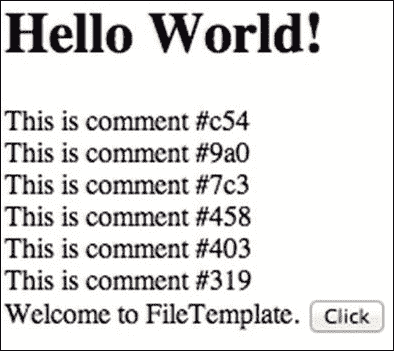 Hello World!
This is comment #c54
This is comment #9a0
This is comment #7c3
This is comment #458
This is comment #403
This is comment #319
Welcome to FileTemplate. Click